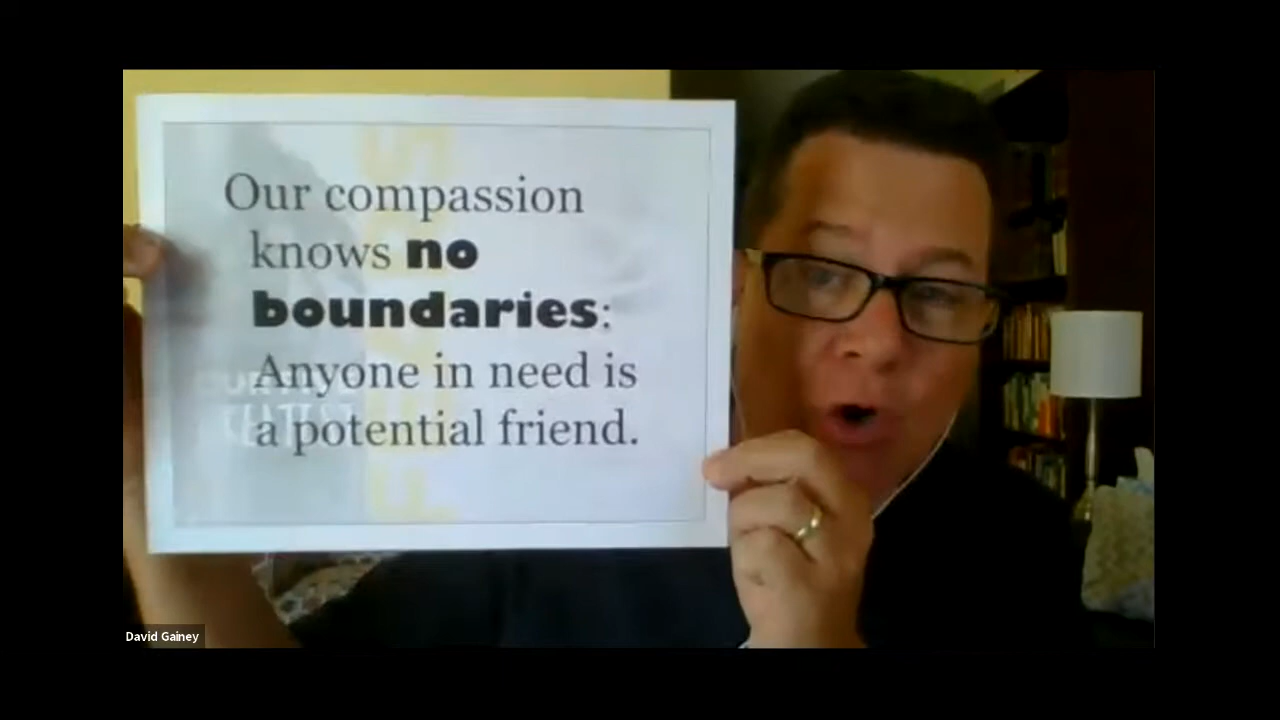 Our compassion
knows no
boundaries:
Anyone in need is
a potential friend.
David Gainey